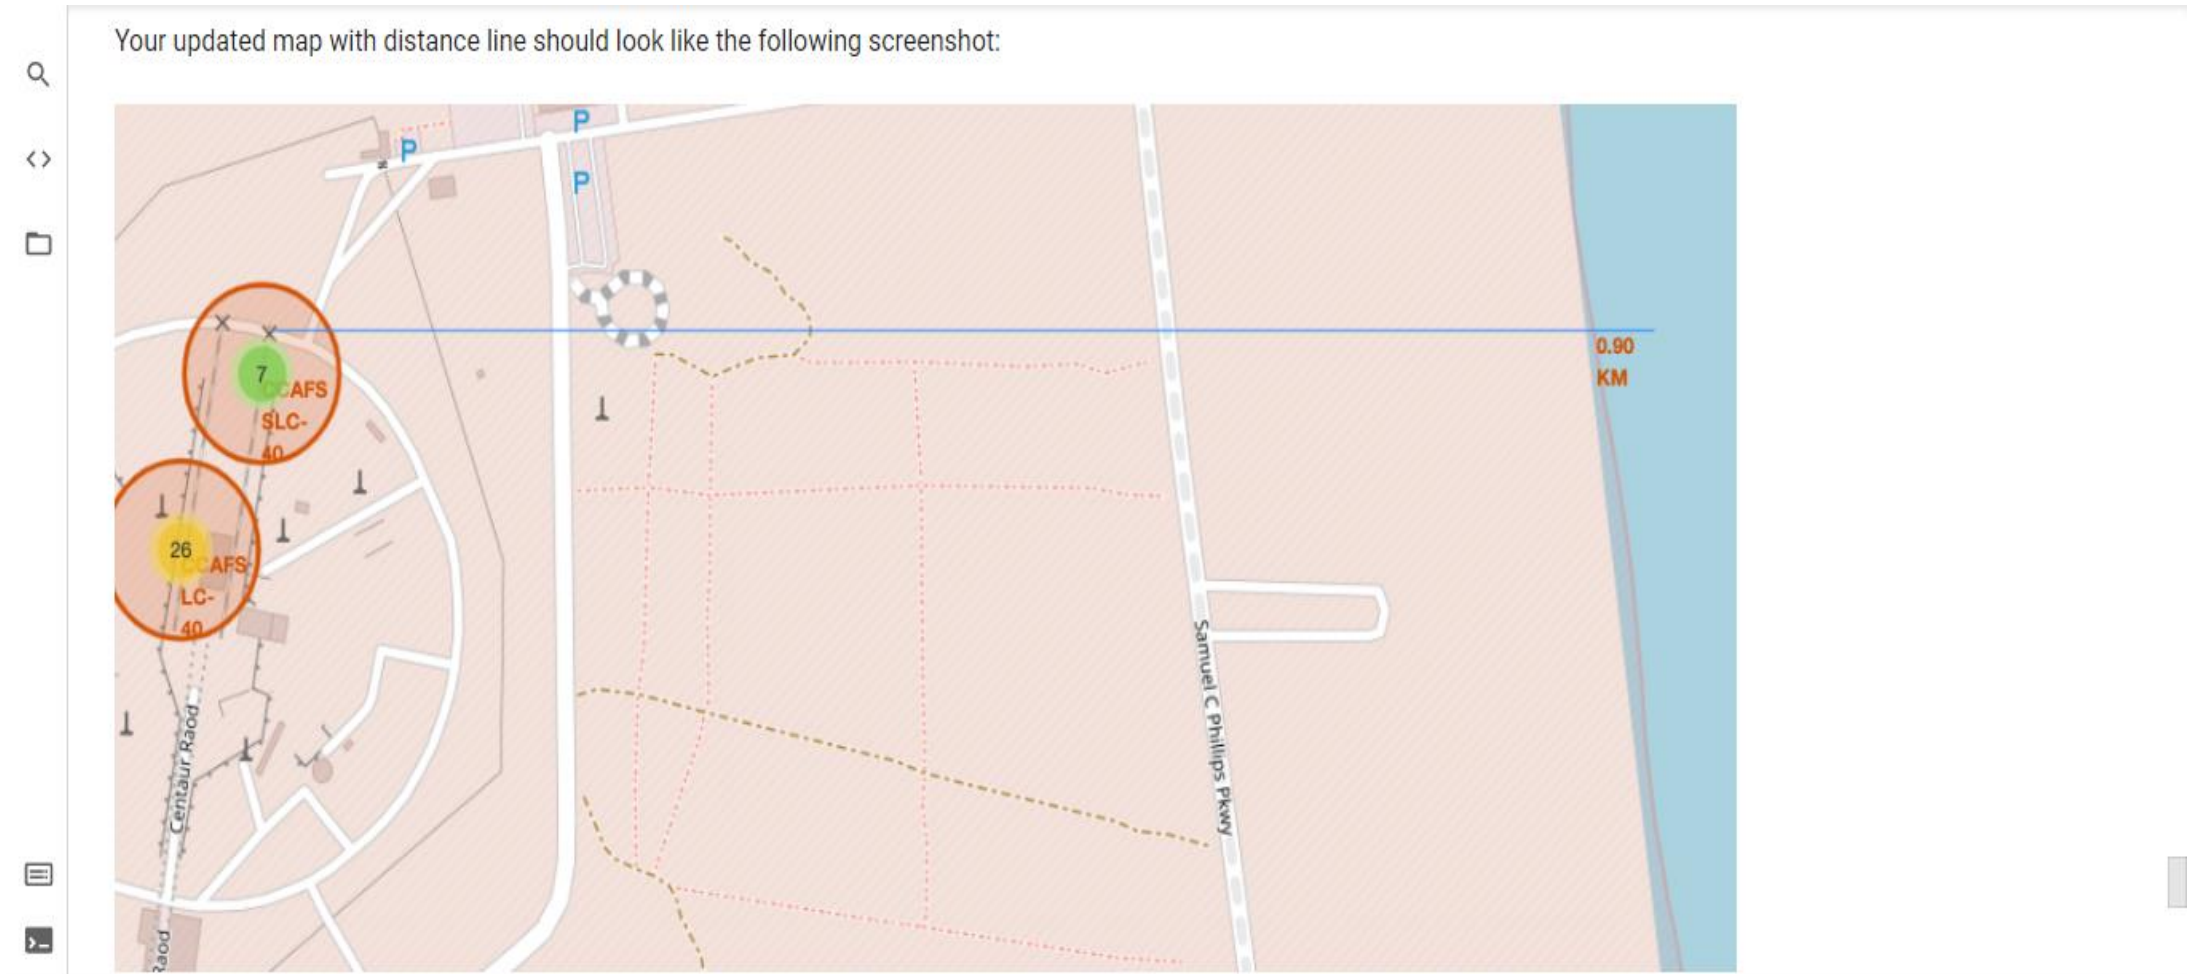 Your updated map with distance line should look like the following screenshot:
P
P
P
0.90
KM
7
CCAFS
SLC-
40
26
CCAFS
LC-
40
Samuel C Phillips Pkwy
Centaur Raod
Raod